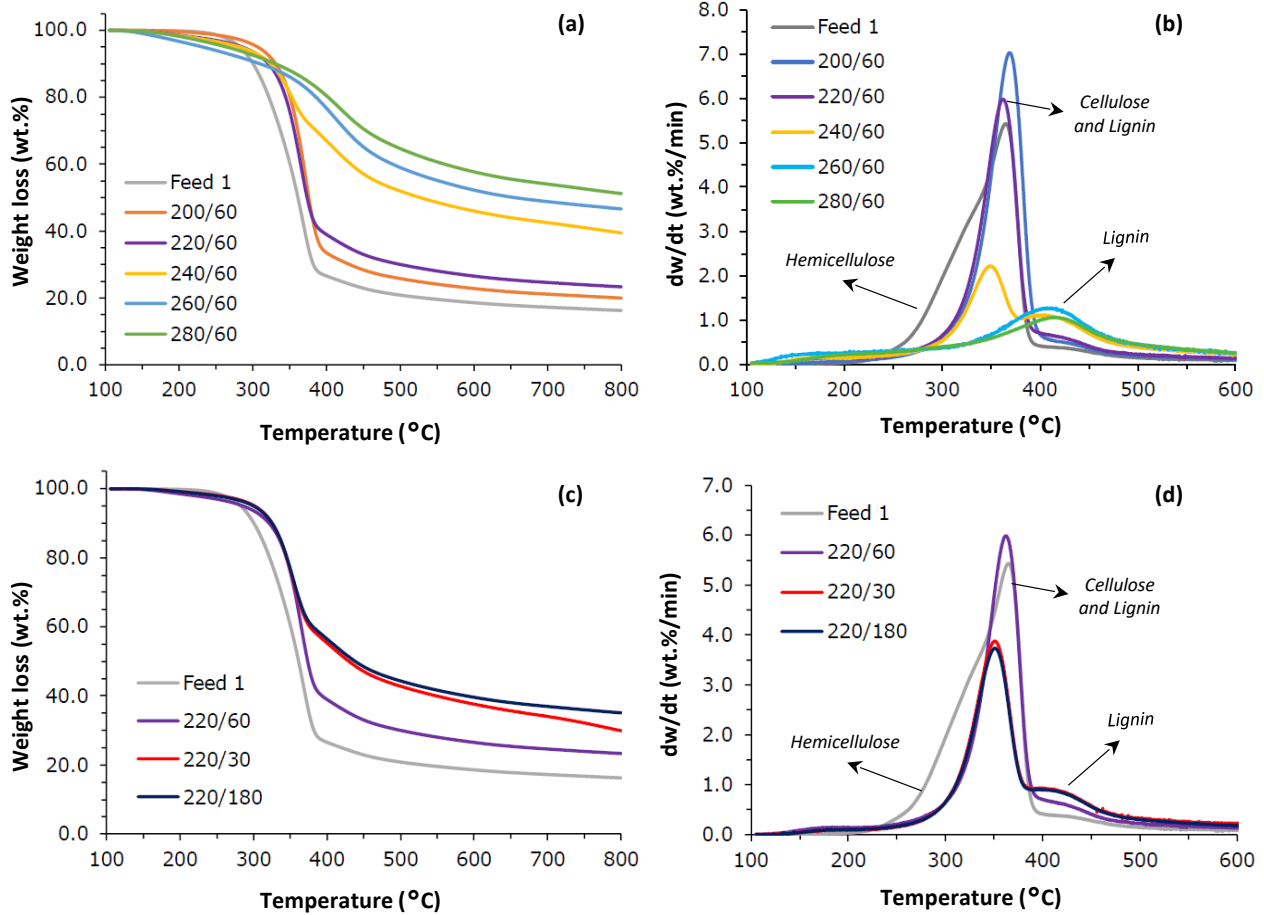 (a)
Weight loss (wt.%)
100.0
80.0
60.0
40.0
20.0
0.0
Feed 1
200/60
220/60
240/60
260/60
280/60
100 200 300 400 500 600 700 800
Temperature (°C)
(b)
dw/dt (wt.%/min)
8.0
7.0
6.0
5.0
4.0
3.0
2.0
1.0
0.0
Feed 1
200/60
220/60
240/60
260/60
280/60
Cellulose
and Lignin
Hemicellulose
Lignin
100 200 300 400 500 600
Temperature (°C)
(c)
Weight loss (wt.%)
100.0
80.0
60.0
40.0
20.0
0.0
Feed 1
220/60
220/30
220/180
100 200 300 400 500 600 700 800
Temperature (°C)
(d)
dw/dt (wt.%/min)
7.0
6.0
5.0
4.0
3.0
2.0
1.0
0.0
Feed 1
220/60
220/30
220/180
Cellulose
and Lignin
Hemicellulose
Lignin
100 200 300 400 500 600
Temperature (°C)